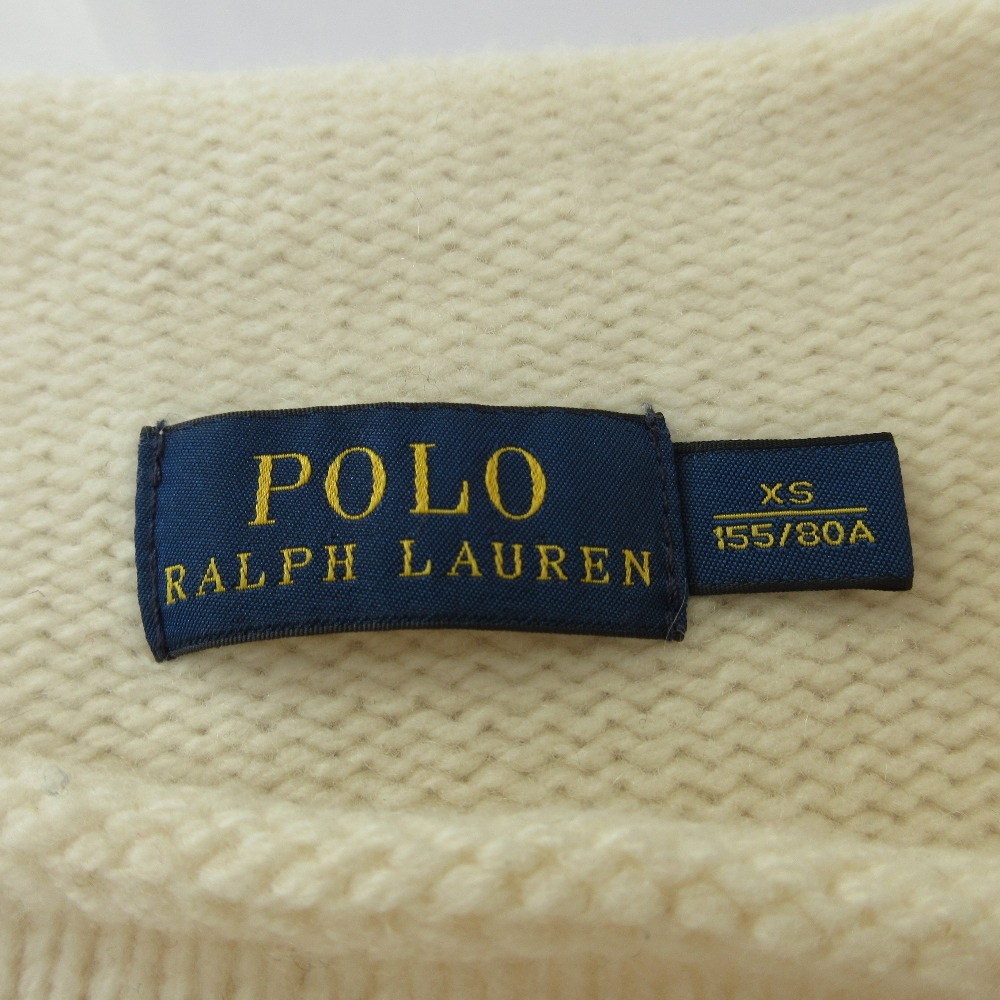 POLO
RALPH LAUREN
XS
155/80A